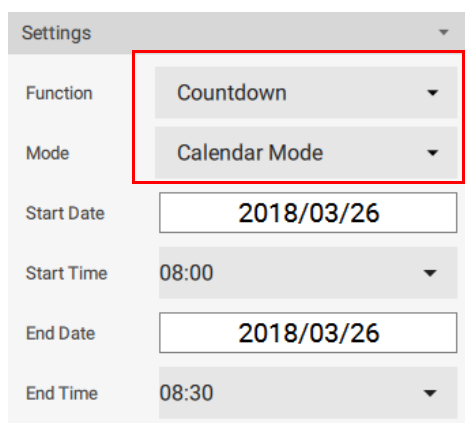 Settings
Function Countdown
Mode Calendar Mode
Start Date 2018/03/26
Start Time 08:00
End Date 2018/03/26
End Time 08:30